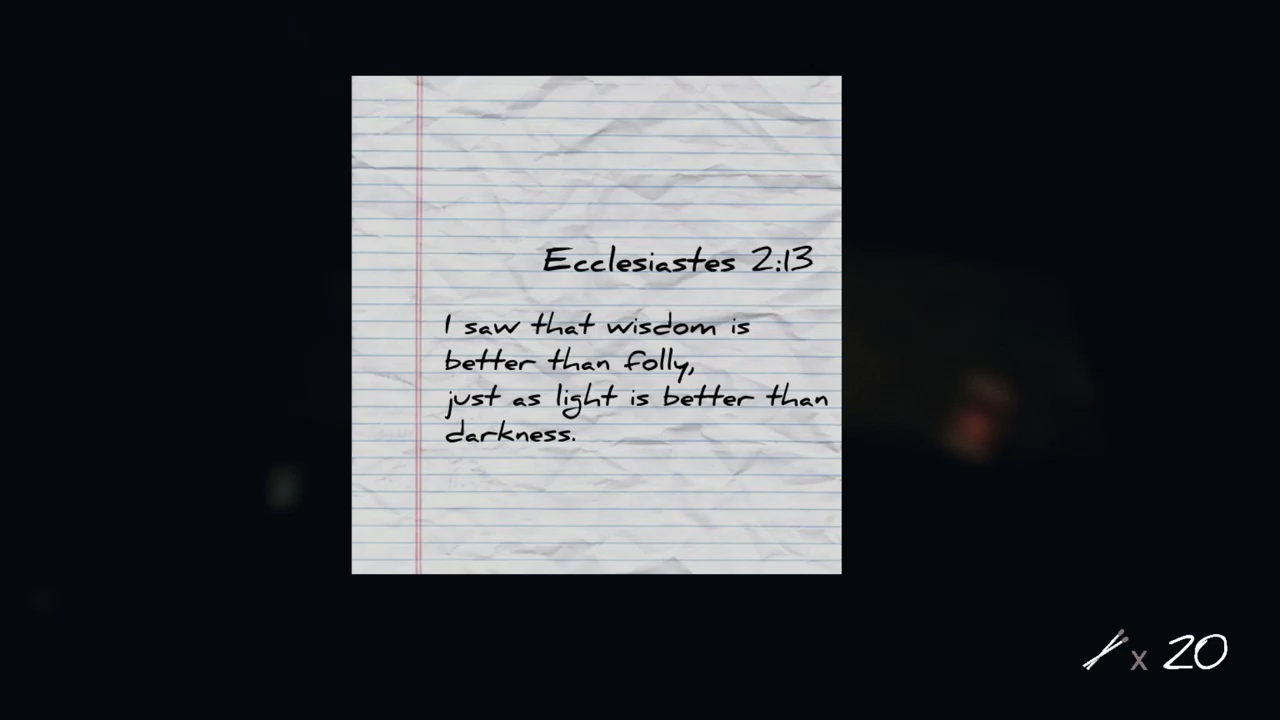 Ecclesiastes 2:13
I saw that wisdom is
better than folly,
just as light is better than
darkness.
x 20